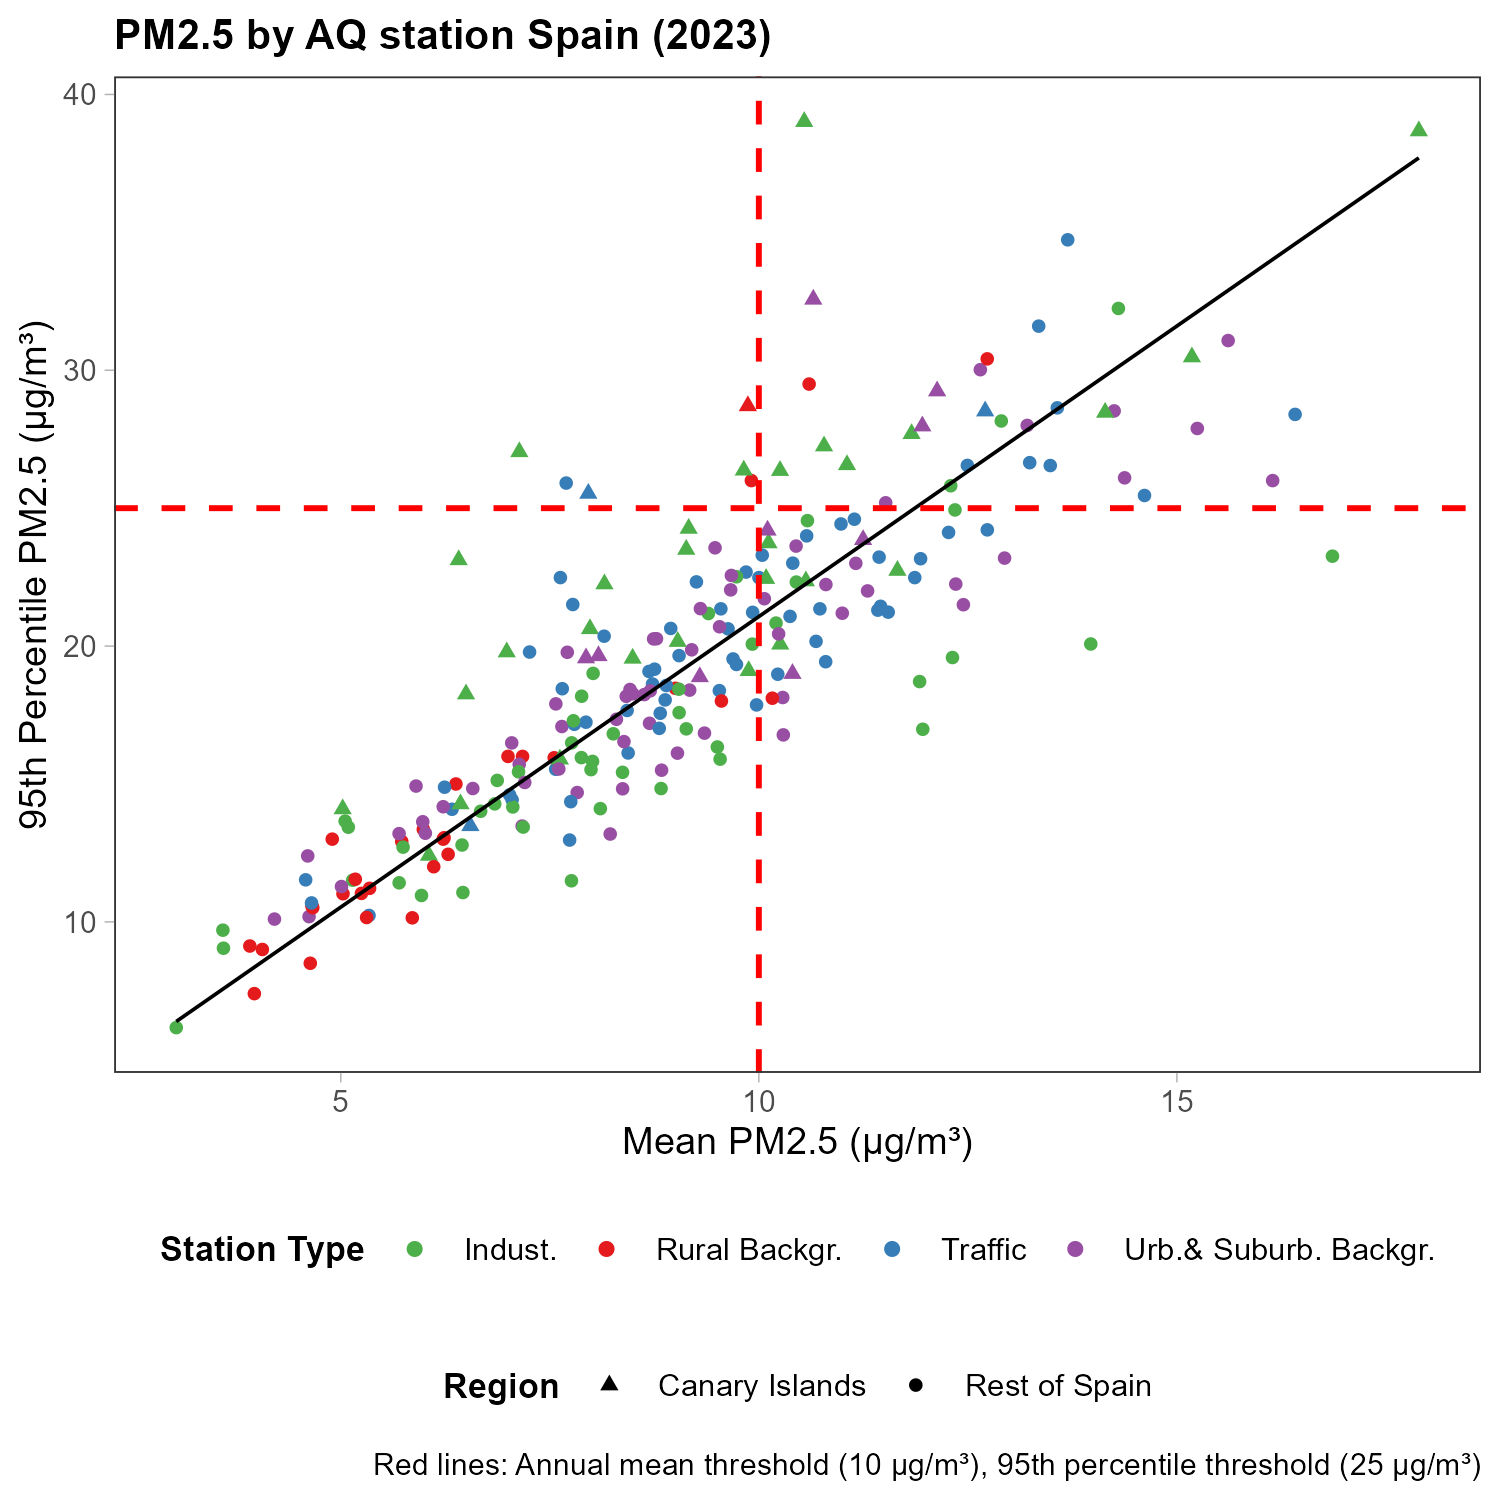 PM2.5 by AQ station Spain (2023)
40
30
20
10
95th Percentile PM2.5 (µg/m³)
5 10 15
Mean PM2.5 (µg/m³)
Station Type Indust. Rural Backgr. Traffic Urb.& Suburb. Backgr.
Region Canary Islands Rest of Spain
Red lines: Annual mean threshold (10 µg/m³), 95th percentile threshold (25 µg/m³)